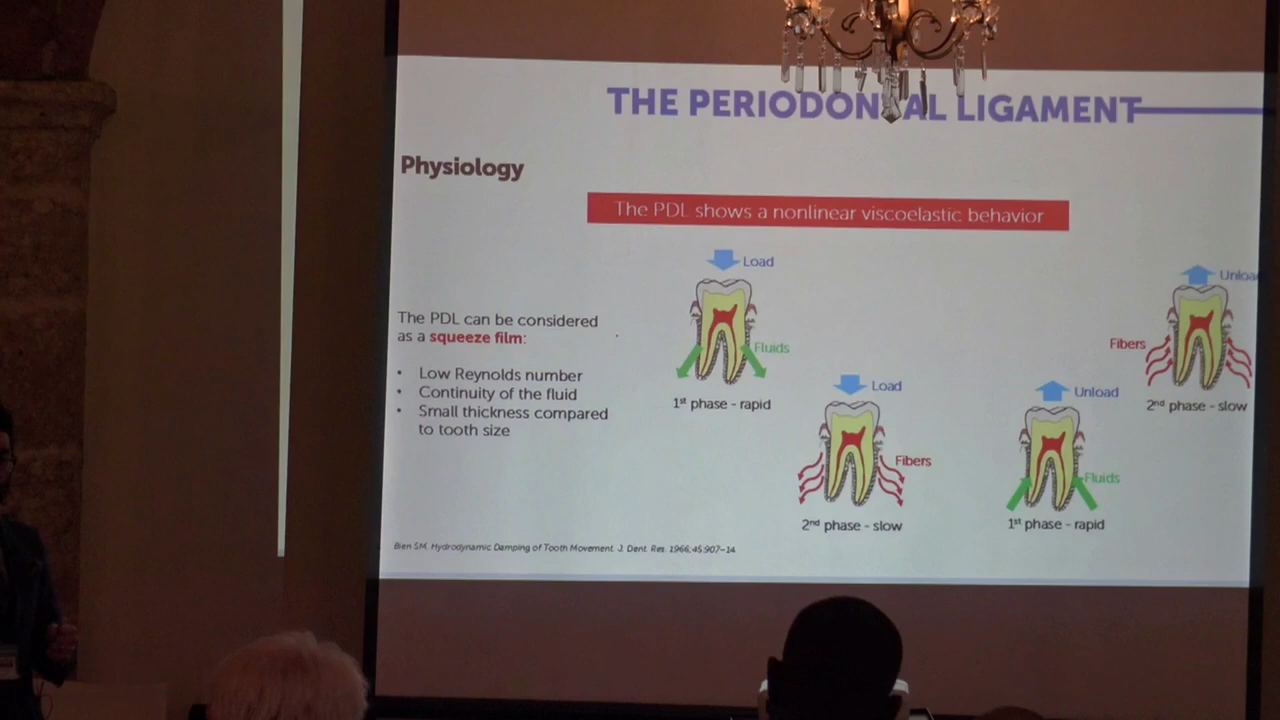 THE PERIODONTAL LIGAMENT
Physiology
The PDL shows a nonlinear viscoelastic behavior
The PDL can be considered
as a squeeze film:
• Low Reynolds number
• Continuity of the fluid
• Small thickness compared
to tooth size
Load
Fluids
1st phase - rapid
Load
Fibers
2nd phase - slow
Unload
Fluids
1st phase - rapid
Unload
Fibers
2nd phase - slow
Bien SM. Hydrodynamic Damping of Tooth Movement. J. Dent. Res. 1966;45:907-14.